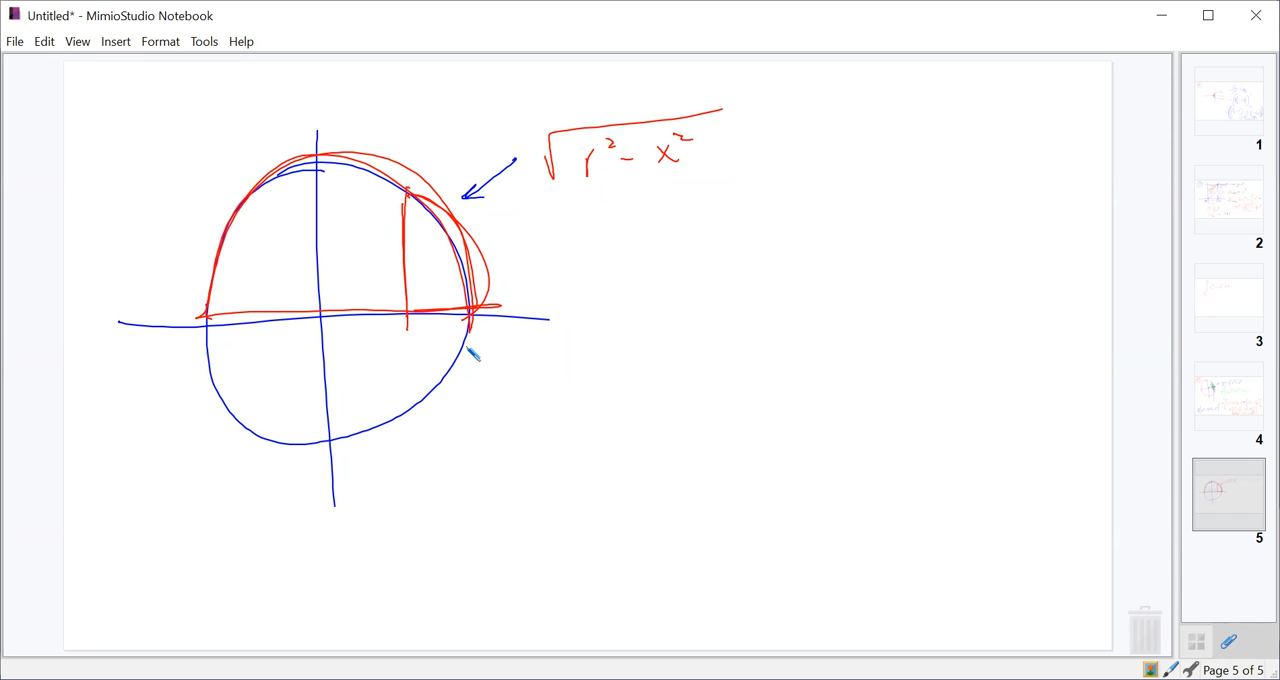 Untitled* - MimioStudio Notebook
File Edit View Insert Format Tools Help
√(r² - x²)
1
2
3
4
5
Page 5 of 5